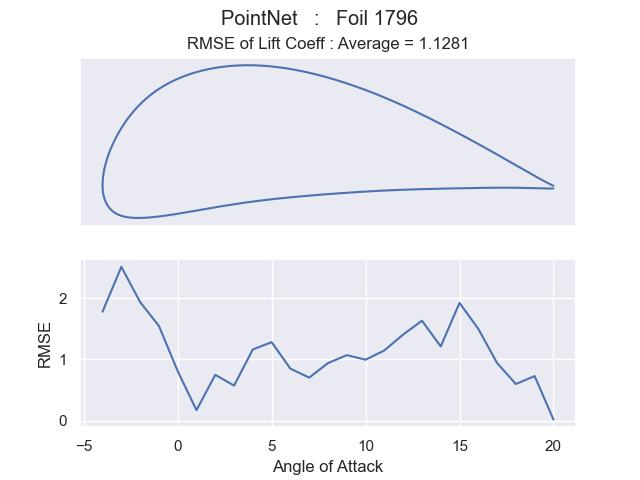 PointNet : Foil 1796
RMSE of Lift Coeff : Average = 1.1281
2
1
0
RMSE
−5 0 5 10 15 20
Angle of Attack